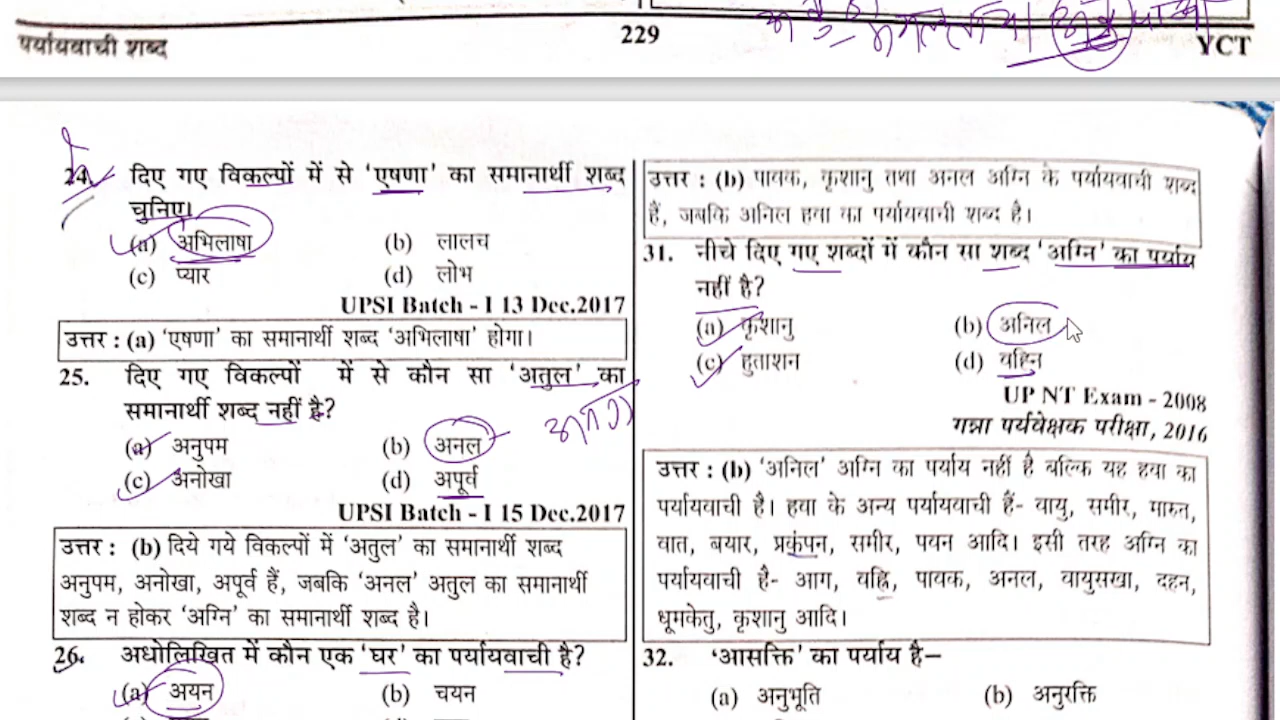 पर्यायवाची शब्द
229
YCT
24. दिए गए विकल्पों में से 'एषणा' का समानार्थी शब्द
चुनिए।
(a) अभिलाषा (b) लालच
(c) प्यार (d) लोभ
UPSI Batch - I 13 Dec.2017
उत्तर : (a) 'एषणा' का समानार्थी शब्द 'अभिलाषा' होगा।
25. दिए गए विकल्पों में से कौन सा 'अतुल' का
समानार्थी शब्द नहीं है?
(a) अनुपम (b) अनल
(c) अनोखा (d) अपूर्व
UPSI Batch - I 15 Dec.2017
उत्तर : (b) दिये गये विकल्पों में 'अतुल' का समानार्थी शब्द
अनुपम, अनोखा, अपूर्व हैं, जबकि 'अनल' अतुल का समानार्थी
शब्द न होकर 'अग्नि' का समानार्थी शब्द है।
26. अधोलिखित में कौन एक 'घर' का पर्यायवाची है?
(a) अयन (b) चयन
उत्तर : (b) पावक, कृशानु तथा अनल अग्नि के पर्यायवाची शब्द
हैं, जबकि अनिल हवा का पर्यायवाची शब्द है।
31. नीचे दिए गए शब्दों में कौन सा शब्द 'अग्नि' का पर्याय
नहीं है?
(a) कृशानु (b) अनिल
(c) हुताशन (d) वह्नि
UP NT Exam - 2008
गन्ना पर्यवेक्षक परीक्षा, 2016
उत्तर : (b) 'अनिल' अग्नि का पर्याय नहीं है बल्कि यह हवा का
पर्यायवाची है। हवा के अन्य पर्यायवाची हैं- वायु, समीर, मारुत,
वात, बयार, प्रकंपन, समीर, पवन आदि। इसी तरह अग्नि का
पर्यायवाची है- आग, वह्नि, पावक, अनल, वायुसखा, दहन,
धूमकेतु, कृशानु आदि।
32. 'आसक्ति' का पर्याय है–
(a) अनुभूति (b) अनुरक्ति